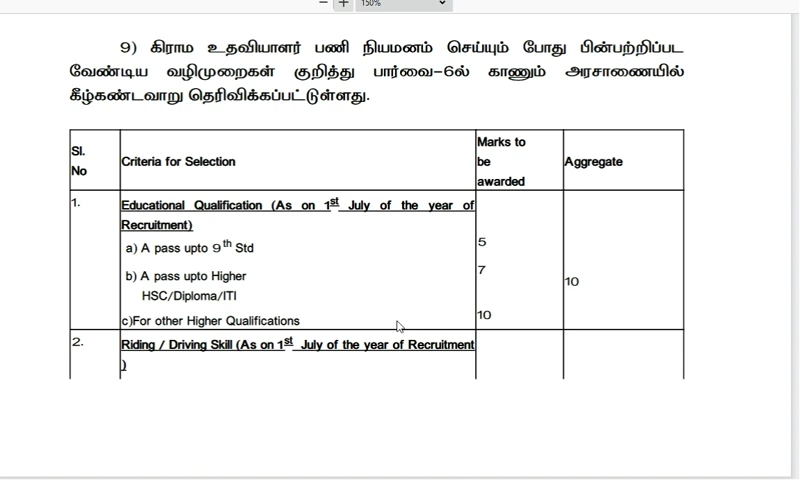 150%
9) கிராம உதவியாளர் பணி நியமனம் செய்யும் போது பின்பற்றிப்பட
வேண்டிய வழிமுறைகள் குறித்து பார்வை-6ல் காணும் அரசாணையில்
கீழ்கண்டவாறு தெரிவிக்கப்பட்டுள்ளது.
Sl. No
Criteria for Selection
Marks to be awarded
Aggregate
1.
Educational Qualification (As on 1st July of the year of
Recruitment)
a) A pass upto 9th Std
5
b) A pass upto Higher
HSC/Diploma/ITI
7
10
c)For other Higher Qualifications
10
2.
Riding / Driving Skill (As on 1st July of the year of Recruitment
)